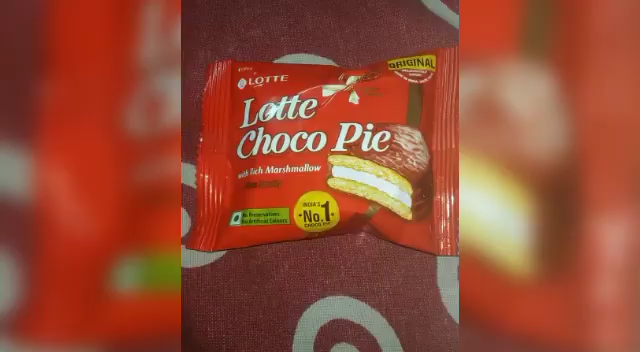 LOTTE
ORIGINAL
Lotte
Choco Pie
with Rich Marshmallow
No Preservatives
No Artificial Colours
INDIA'S
No.1
CHOCO PIE